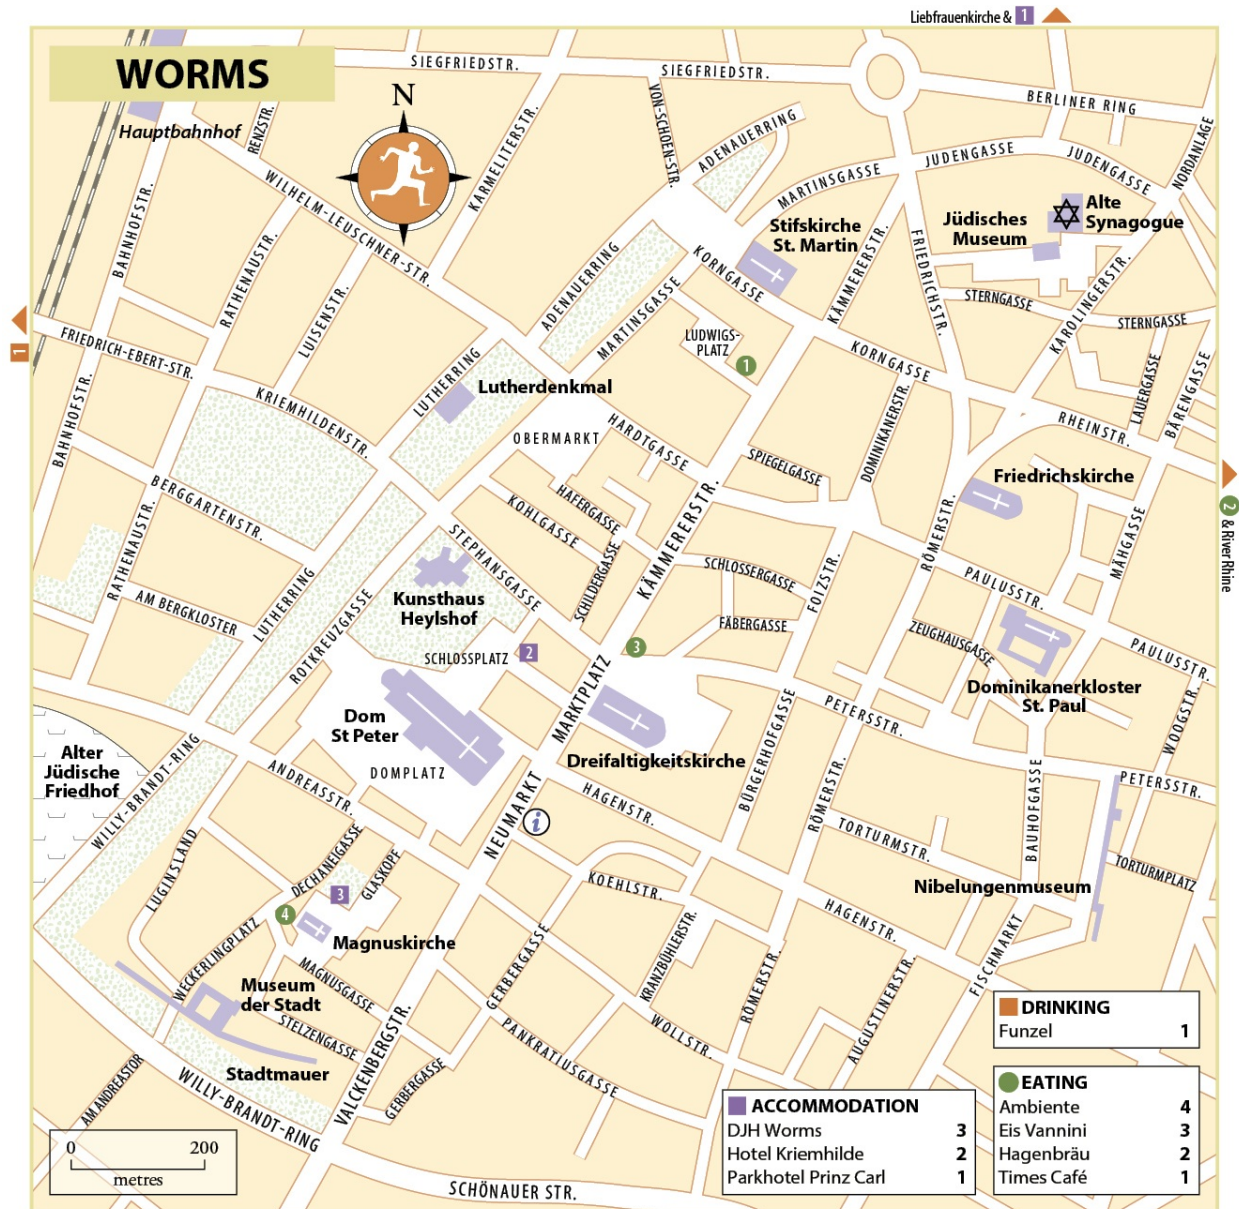 Liebfrauenkirche & 1
WORMS
N
Hauptbahnhof
SIEGFRIEDSTR.
SIEGFRIEDSTR.
BERLINER RING
RENZSTR.
VON-SCHOEN-STR.
ADENAUERRING
KARMELITERSTR.
WILHELM-LEUSCHNER-STR.
MARTINSGASSE
JUDENGASSE
JUDENGASSE
NORDANLAGE
BAHNHOFSTR.
RATHENAUSTR.
LUISENSTR.
ADENAUERRING
MARTINSGASSE
KORNGASSE
Stifskirche
St. Martin
KÄMMERERSTR.
FRIEDRICHSTR.
Jüdisches
Museum
Alte
Synagogue
STERNGASSE
STERNGASSE
KAROLINGERSTR.
1
FRIEDRICH-EBERT-STR.
KRIEMHILDENSTR.
LUTHERRING
Lutherdenkmal
LUDWIGS-
PLATZ
1
KORNGASSE
LAUERGASSE
BÄRENGASSE
RHEINSTR.
BAHNHOFSTR.
OBERMARKT
HARDTGASSE
SPIEGELGASSE
DOMINIKANERSTR.
Friedrichskirche
2 & River Rhine
BERGGARTENSTR.
RATHENAUSTR.
KOHLGASSE
HAFERGASSE
SCHILDERGASSE
KÄMMERERSTR.
STEPHANSGASSE
SCHLOSSERGASSE
FÄBERGASSE
FOIZSTR.
RÖMERSTR.
PAULUSSTR.
MÄHGASSE
AM BERGKLOSTER
LUTHERRING
ROTKREUZGASSE
Kunsthaus
Heylshof
SCHLOSSPLATZ
2
3
ZEUGHAUSGASSE
PAULUSSTR.
Dominikanerkloster
St. Paul
WOOGSTR.
Dom
St Peter
DOMPLATZ
MARKTPLATZ
Dreifaltigkeitskirche
BÜRGERHOFGASSE
PETERSSTR.
PETERSSTR.
Alter
Jüdische
Friedhof
WILLY-BRANDT-RING
ANDREASSTR.
NEUMARKT
i
HAGENSTR.
RÖMERSTR.
TORTURMSTR.
BAUHOFGASSE
TORTURMPLATZ
Nibelungenmuseum
LUGINSLAND
DECHANEIGASSE
GLASKOPF
3
4
KOEHLSTR.
HAGENSTR.
FISCHMARKT
WECKERLINGPLATZ
Magnuskirche
MAGNUSGASSE
GERBERGASSE
KRANZBÜHLERSTR.
RÖMERSTR.
AUGUSTINERSTR.
Museum
der Stadt
STELZENGASSE
Stadtmauer
VALCKENBERGSTR.
PANKRATIUSGASSE
WOLLSTR.
GERBERGASSE
AM ANDREASTOR
WILLY-BRANDT-RING
SCHÖNAUER STR.
0 200
metres
ACCOMMODATION
DJH Worms 3
Hotel Kriemhilde 2
Parkhotel Prinz Carl 1
DRINKING
Funzel 1
EATING
Ambiente 4
Eis Vannini 3
Hagenbräu 2
Times Café 1